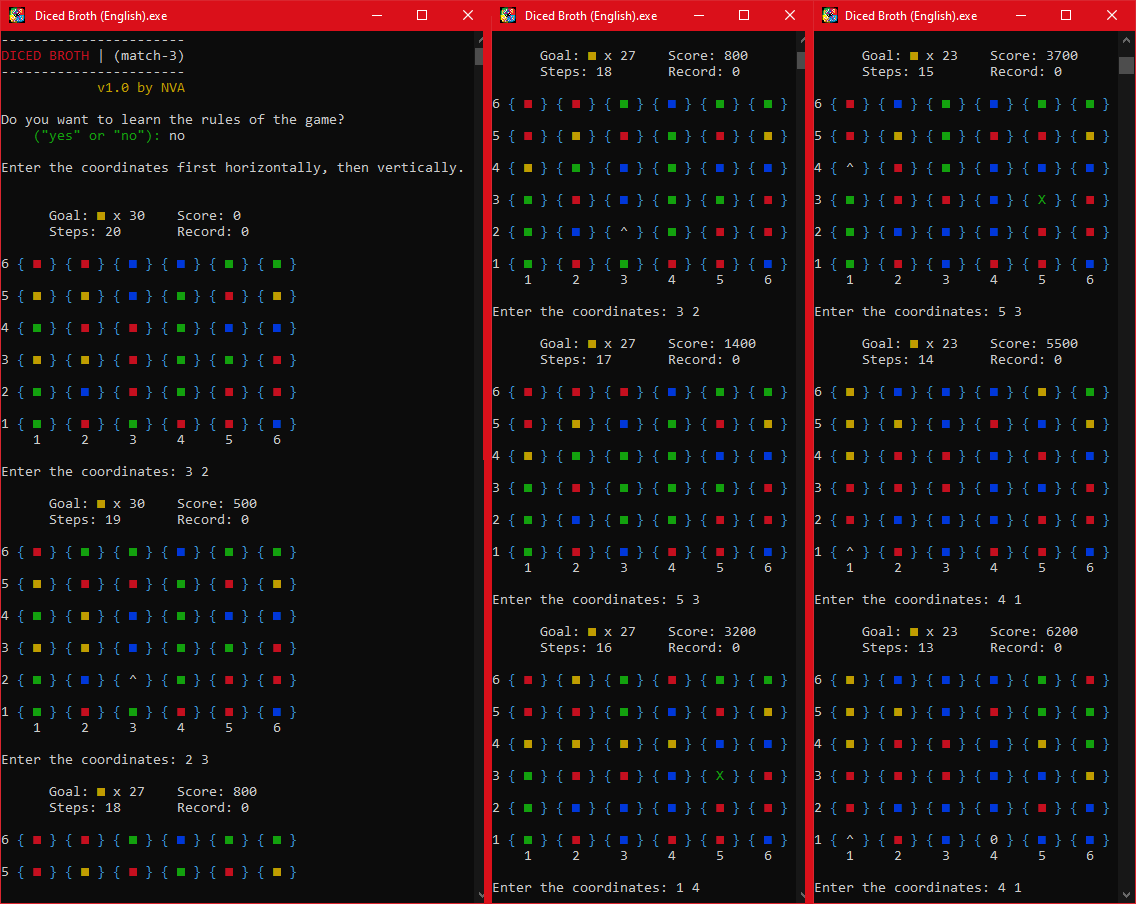 Diced Broth (English).exe
-----------------------
DICED BROTH | (match-3)
-----------------------
v1.0 by NVA
Do you want to learn the rules of the game?
("yes" or "no"): no
Enter the coordinates first horizontally, then vertically.
Goal: ■ x 30 Score: 0
Steps: 20 Record: 0
6 { ■ } { ■ } { ■ } { ■ } { ■ } { ■ }
5 { ■ } { ■ } { ■ } { ■ } { ■ } { ■ }
4 { ■ } { ■ } { ■ } { ■ } { ■ } { ■ }
3 { ■ } { ■ } { ■ } { ■ } { ■ } { ■ }
2 { ■ } { ■ } { ■ } { ■ } { ■ } { ■ }
1 { ■ } { ■ } { ■ } { ■ } { ■ } { ■ }
1 2 3 4 5 6
Enter the coordinates: 3 2
Goal: ■ x 30 Score: 500
Steps: 19 Record: 0
6 { ■ } { ■ } { ■ } { ■ } { ■ } { ■ }
5 { ■ } { ■ } { ■ } { ■ } { ■ } { ■ }
4 { ■ } { ■ } { ■ } { ■ } { ■ } { ■ }
3 { ■ } { ■ } { ■ } { ■ } { ■ } { ■ }
2 { ■ } { ■ } { ^ } { ■ } { ■ } { ■ }
1 { ■ } { ■ } { ■ } { ■ } { ■ } { ■ }
1 2 3 4 5 6
Enter the coordinates: 2 3
Goal: ■ x 27 Score: 800
Steps: 18 Record: 0
6 { ■ } { ■ } { ■ } { ■ } { ■ } { ■ }
5 { ■ } { ■ } { ■ } { ■ } { ■ } { ■ }
Diced Broth (English).exe
Goal: ■ x 27 Score: 800
Steps: 18 Record: 0
6 { ■ } { ■ } { ■ } { ■ } { ■ } { ■ }
5 { ■ } { ■ } { ■ } { ■ } { ■ } { ■ }
4 { ■ } { ■ } { ■ } { ■ } { ■ } { ■ }
3 { ■ } { ■ } { ■ } { ■ } { ■ } { ■ }
2 { ■ } { ■ } { ^ } { ■ } { ■ } { ■ }
1 { ■ } { ■ } { ■ } { ■ } { ■ } { ■ }
1 2 3 4 5 6
Enter the coordinates: 3 2
Goal: ■ x 27 Score: 1400
Steps: 17 Record: 0
6 { ■ } { ■ } { ■ } { ■ } { ■ } { ■ }
5 { ■ } { ■ } { ■ } { ■ } { ■ } { ■ }
4 { ■ } { ■ } { ■ } { ■ } { ■ } { ■ }
3 { ■ } { ■ } { ■ } { ■ } { ■ } { ■ }
2 { ■ } { ■ } { ■ } { ■ } { ■ } { ■ }
1 { ■ } { ■ } { ■ } { ■ } { ■ } { ■ }
1 2 3 4 5 6
Enter the coordinates: 5 3
Goal: ■ x 27 Score: 3200
Steps: 16 Record: 0
6 { ■ } { ■ } { ■ } { ■ } { ■ } { ■ }
5 { ■ } { ■ } { ■ } { ■ } { ■ } { ■ }
4 { ■ } { ■ } { ■ } { ■ } { ■ } { ■ }
3 { ■ } { ■ } { ■ } { ■ } { X } { ■ }
2 { ■ } { ■ } { ■ } { ■ } { ■ } { ■ }
1 { ■ } { ■ } { ■ } { ■ } { ■ } { ■ }
1 2 3 4 5 6
Enter the coordinates: 1 4
Diced Broth (English).exe
Goal: ■ x 23 Score: 3700
Steps: 15 Record: 0
6 { ■ } { ■ } { ■ } { ■ } { ■ } { ■ }
5 { ■ } { ■ } { ■ } { ■ } { ■ } { ■ }
4 { ^ } { ■ } { ■ } { ■ } { ■ } { ■ }
3 { ■ } { ■ } { ■ } { ■ } { X } { ■ }
2 { ■ } { ■ } { ■ } { ■ } { ■ } { ■ }
1 { ■ } { ■ } { ■ } { ■ } { ■ } { ■ }
1 2 3 4 5 6
Enter the coordinates: 5 3
Goal: ■ x 23 Score: 5500
Steps: 14 Record: 0
6 { ■ } { ■ } { ■ } { ■ } { ■ } { ■ }
5 { ■ } { ■ } { ■ } { ■ } { ■ } { ■ }
4 { ■ } { ■ } { ■ } { ■ } { ■ } { ■ }
3 { ■ } { ■ } { ■ } { ■ } { ■ } { ■ }
2 { ■ } { ■ } { ■ } { ■ } { ■ } { ■ }
1 { ^ } { ■ } { ■ } { ■ } { ■ } { ■ }
1 2 3 4 5 6
Enter the coordinates: 4 1
Goal: ■ x 23 Score: 6200
Steps: 13 Record: 0
6 { ■ } { ■ } { ■ } { ■ } { ■ } { ■ }
5 { ■ } { ■ } { ■ } { ■ } { ■ } { ■ }
4 { ■ } { ■ } { ■ } { ■ } { ■ } { ■ }
3 { ■ } { ■ } { ■ } { ■ } { ■ } { ■ }
2 { ■ } { ■ } { ■ } { ■ } { ■ } { ■ }
1 { ^ } { ■ } { ■ } { 0 } { ■ } { ■ }
1 2 3 4 5 6
Enter the coordinates: 4 1